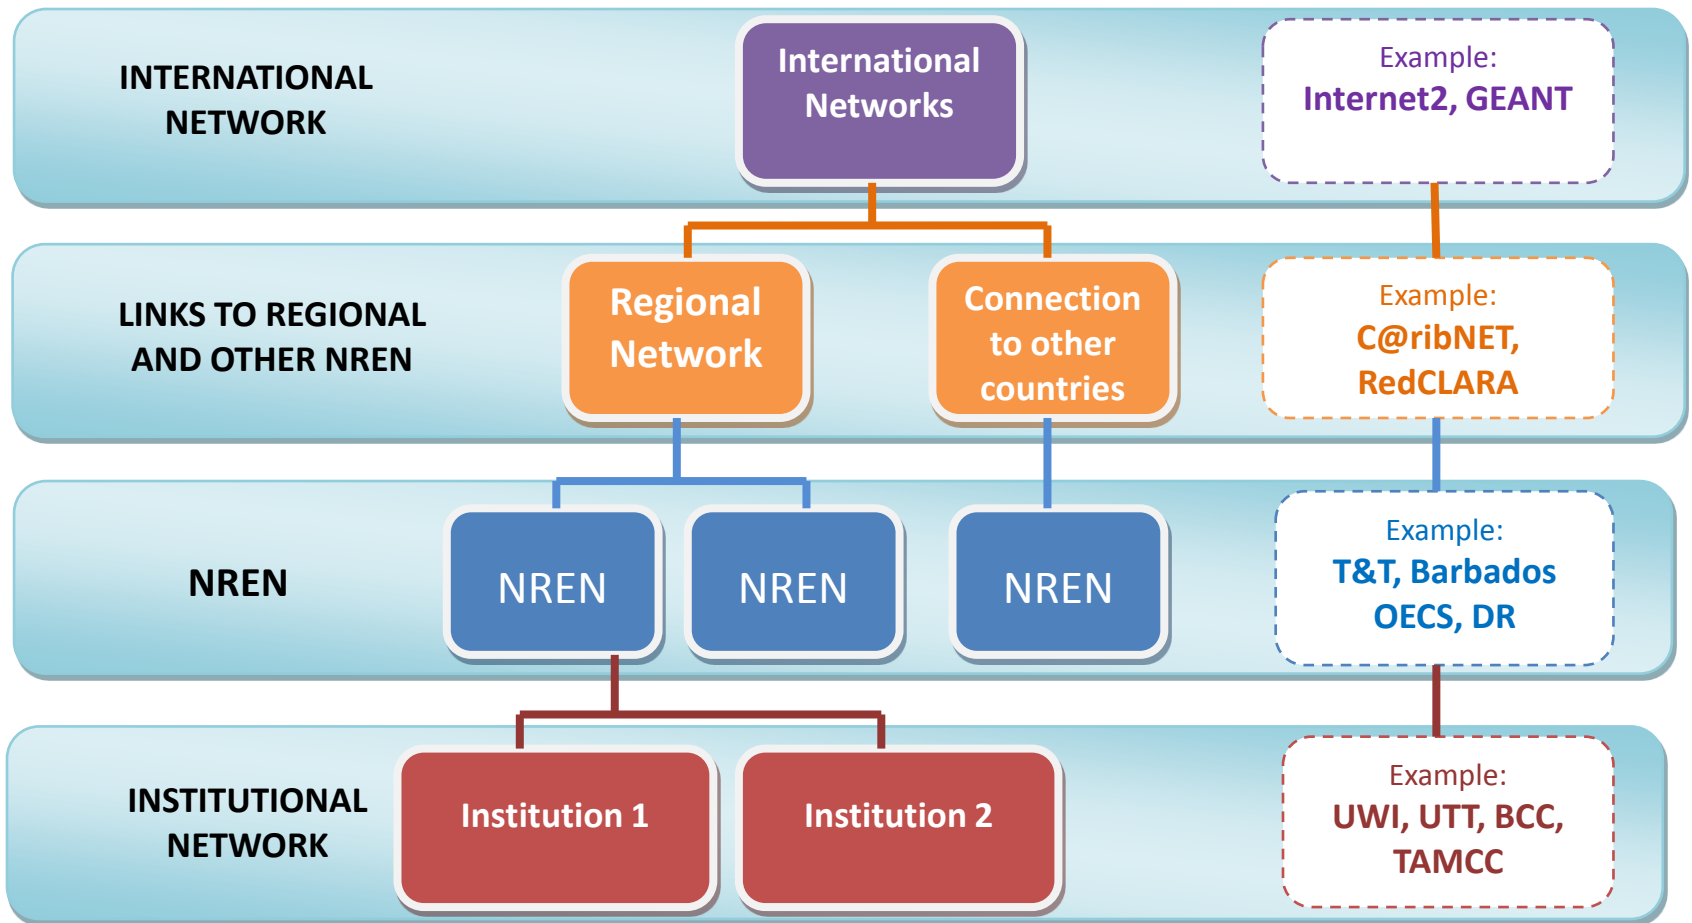 INTERNATIONAL
NETWORK
International
Networks
Example:
Internet2, GEANT
LINKS TO REGIONAL
AND OTHER NREN
Regional
Network
Connection
to other
countries
Example:
C@ribNET,
RedCLARA
NREN
NREN
NREN
NREN
Example:
T&T, Barbados
OECS, DR
INSTITUTIONAL
NETWORK
Institution 1
Institution 2
Example:
UWI, UTT, BCC,
TAMCC